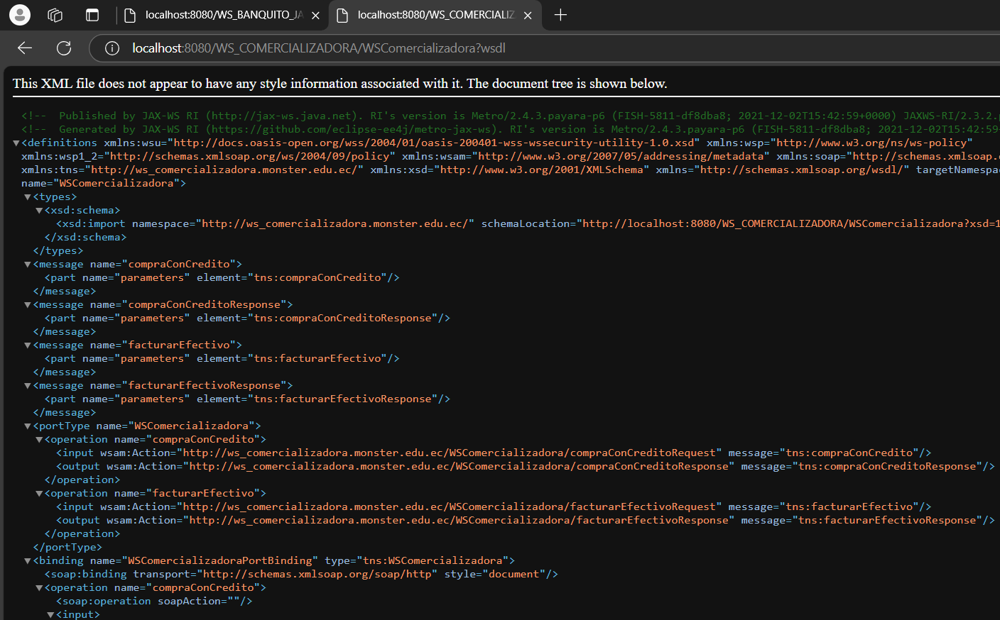 localhost:8080/WS_BANQUITO_JA
localhost:8080/WS_COMERCIALIZ
localhost:8080/WS_COMERCIALIZADORA/WSComercializadora?wsdl
This XML file does not appear to have any style information associated with it. The document tree is shown below.
<!-- Published by JAX-WS RI (http://jax-ws.java.net). RI's version is Metro/2.4.3.payara-p6 (FISH-5811-df8dba8; 2021-12-02T15:42:59+0000) JAXWS-RI/2.3.2.
<!-- Generated by JAX-WS RI (https://github.com/eclipse-ee4j/metro-jax-ws). RI's version is Metro/2.4.3.payara-p6 (FISH-5811-df8dba8; 2021-12-02T15:42:59
<definitions xmlns:wsu="http://docs.oasis-open.org/wss/2004/01/oasis-200401-wss-wssecurity-utility-1.0.xsd" xmlns:wsp="http://www.w3.org/ns/ws-policy"
xmlns:wsp1_2="http://schemas.xmlsoap.org/ws/2004/09/policy" xmlns:wsam="http://www.w3.org/2007/05/addressing/metadata" xmlns:soap="http://schemas.xmlsoap.
xmlns:tns="http://ws_comercializadora.monster.edu.ec/" xmlns:xsd="http://www.w3.org/2001/XMLSchema" xmlns="http://schemas.xmlsoap.org/wsdl/" targetNamespac
name="WSComercializadora">
<types>
<xsd:schema>
<xsd:import namespace="http://ws_comercializadora.monster.edu.ec/" schemaLocation="http://localhost:8080/WS_COMERCIALIZADORA/WSComercializadora?xsd=1
</xsd:schema>
</types>
<message name="compraConCredito">
<part name="parameters" element="tns:compraConCredito"/>
</message>
<message name="compraConCreditoResponse">
<part name="parameters" element="tns:compraConCreditoResponse"/>
</message>
<message name="facturarEfectivo">
<part name="parameters" element="tns:facturarEfectivo"/>
</message>
<message name="facturarEfectivoResponse">
<part name="parameters" element="tns:facturarEfectivoResponse"/>
</message>
<portType name="WSComercializadora">
<operation name="compraConCredito">
<input wsam:Action="http://ws_comercializadora.monster.edu.ec/WSComercializadora/compraConCreditoRequest" message="tns:compraConCredito"/>
<output wsam:Action="http://ws_comercializadora.monster.edu.ec/WSComercializadora/compraConCreditoResponse" message="tns:compraConCreditoResponse"/>
</operation>
<operation name="facturarEfectivo">
<input wsam:Action="http://ws_comercializadora.monster.edu.ec/WSComercializadora/facturarEfectivoRequest" message="tns:facturarEfectivo"/>
<output wsam:Action="http://ws_comercializadora.monster.edu.ec/WSComercializadora/facturarEfectivoResponse" message="tns:facturarEfectivoResponse"/>
</operation>
</portType>
<binding name="WSComercializadoraPortBinding" type="tns:WSComercializadora">
<soap:binding transport="http://schemas.xmlsoap.org/soap/http" style="document"/>
<operation name="compraConCredito">
<soap:operation soapAction=""/>
<input>